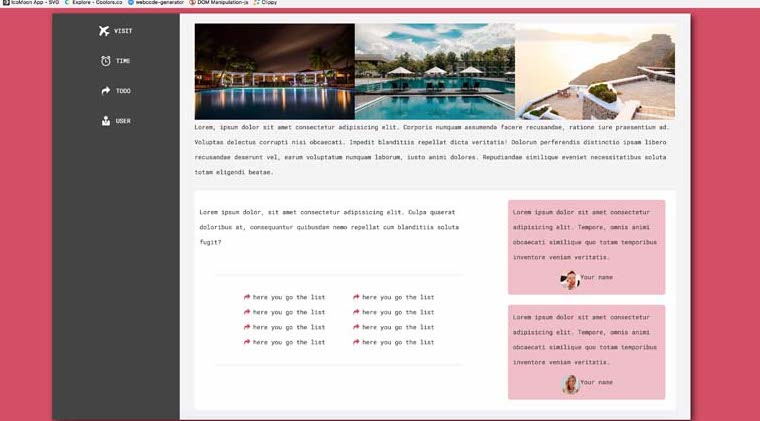 IcoMoon App - SVG Explore - Coolors.co webcode-generator DOM Manipulation-js Clippy
VISIT
TIME
TODO
USER
Lorem, ipsum dolor sit amet consectetur adipisicing elit. Corporis nunquam assumenda facere recusandae, ratione iure praesentium ad.
Voluptas delectus corrupti nisi obcaecati. Impedit blanditiis repellat dicta veritatis! Dolorum perferendis distinctio ipsam libero
recusandae deserunt vel, earum voluptatum nunquam laborum, iusto animi dolores. Repudiandae similique eveniet necessitatibus soluta
totam eligendi beatae.
Lorem ipsum dolor, sit amet consectetur adipisicing elit. Culpa quaerat
doloribus at, consequuntur quibusdam nemo repellat cum blanditiis soluta
fugit?
here you go the list here you go the list
here you go the list here you go the list
here you go the list here you go the list
here you go the list here you go the list
Lorem ipsum dolor sit amet consectetur
adipisicing elit. Tempore, omnis animi
obcaecati similique quo totam temporibus
inventore veniam veritatis.
Your name
Lorem ipsum dolor sit amet consectetur
adipisicing elit. Tempore, omnis animi
obcaecati similique quo totam temporibus
inventore veniam veritatis.
Your name